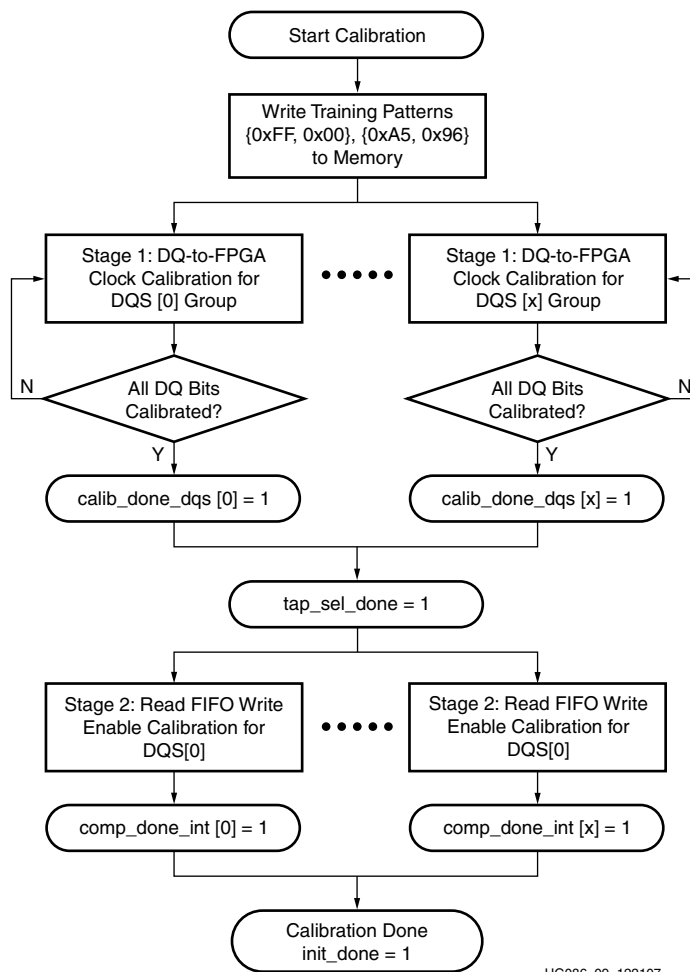 Start Calibration
Write Training Patterns
{0xFF, 0x00}, {0xA5, 0x96}
to Memory
Stage 1: DQ-to-FPGA
Clock Calibration for
DQS [0] Group
Stage 1: DQ-to-FPGA
Clock Calibration for
DQS [x] Group
N
All DQ Bits
Calibrated?
All DQ Bits
Calibrated?
N
Y
Y
calib_done_dqs [0] = 1
calib_done_dqs [x] = 1
tap_sel_done = 1
Stage 2: Read FIFO Write
Enable Calibration for
DQS[0]
Stage 2: Read FIFO Write
Enable Calibration for
DQS[0]
comp_done_int [0] = 1
comp_done_int [x] = 1
Calibration Done
init_done = 1